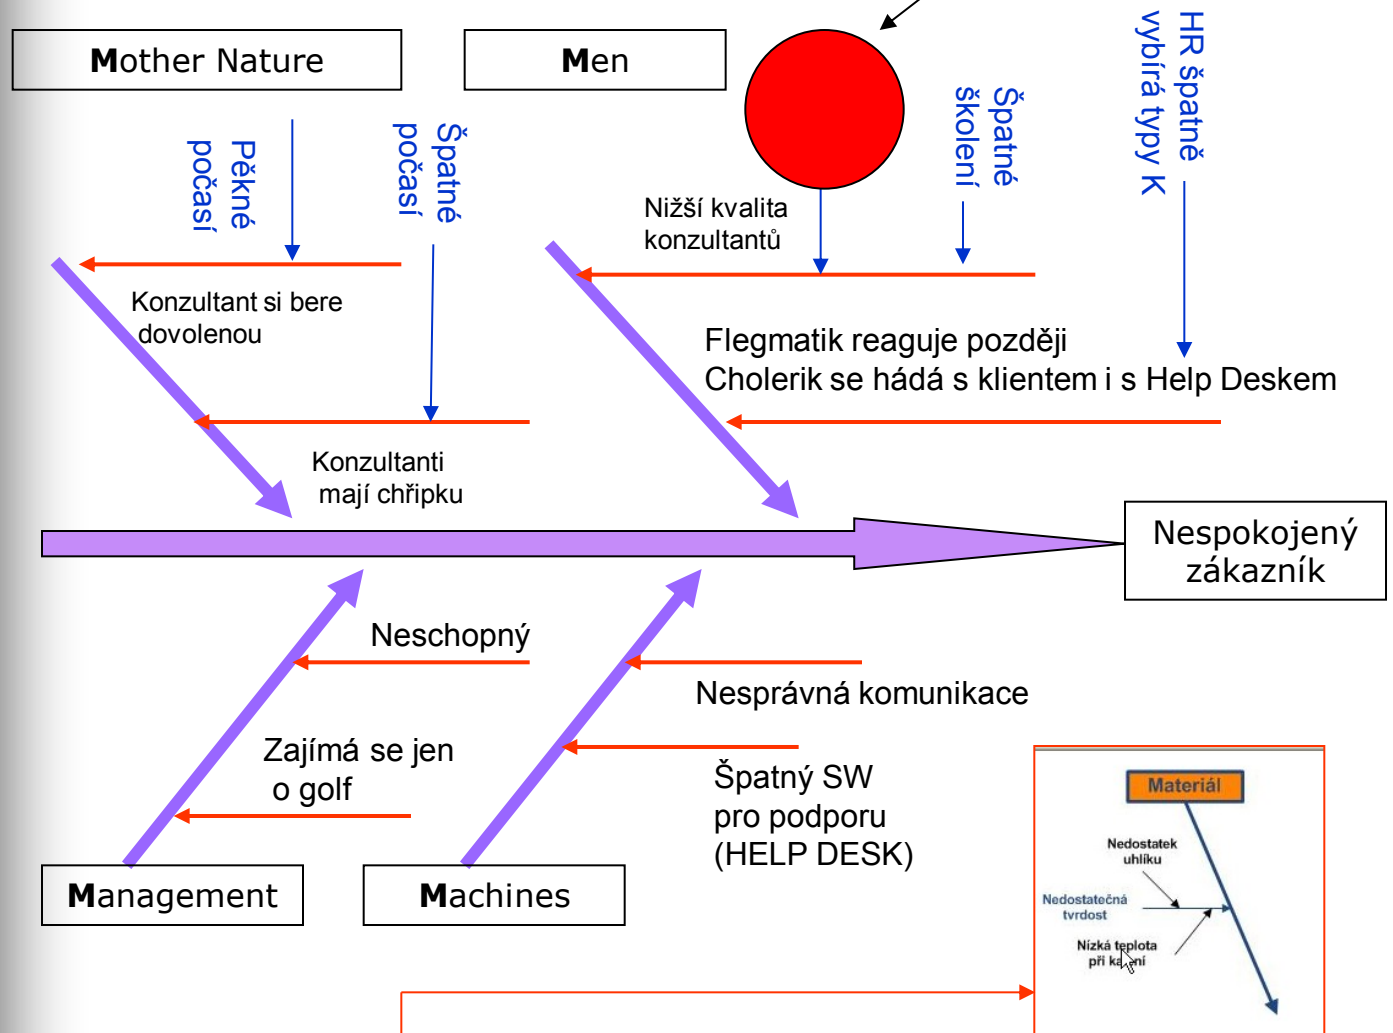 Mother Nature
Men
HR špatně
vybírá typy K
Špatné
školení
Pěkné
počasí
Špatné
počasí
Nižší kvalita
konzultantů
Konzultant si bere
dovolenou
Flegmatik reaguje později
Cholerik se hádá s klientem i s Help Deskem
Konzultanti
mají chřipku
Nespokojený
zákazník
Neschopný
Nesprávná komunikace
Zajímá se jen
o golf
Špatný SW
pro podporu
(HELP DESK)
Management
Machines
Materiál
Nedostatek
uhlíku
Nedostatečná
tvrdost
Nízká teplota
při kalení